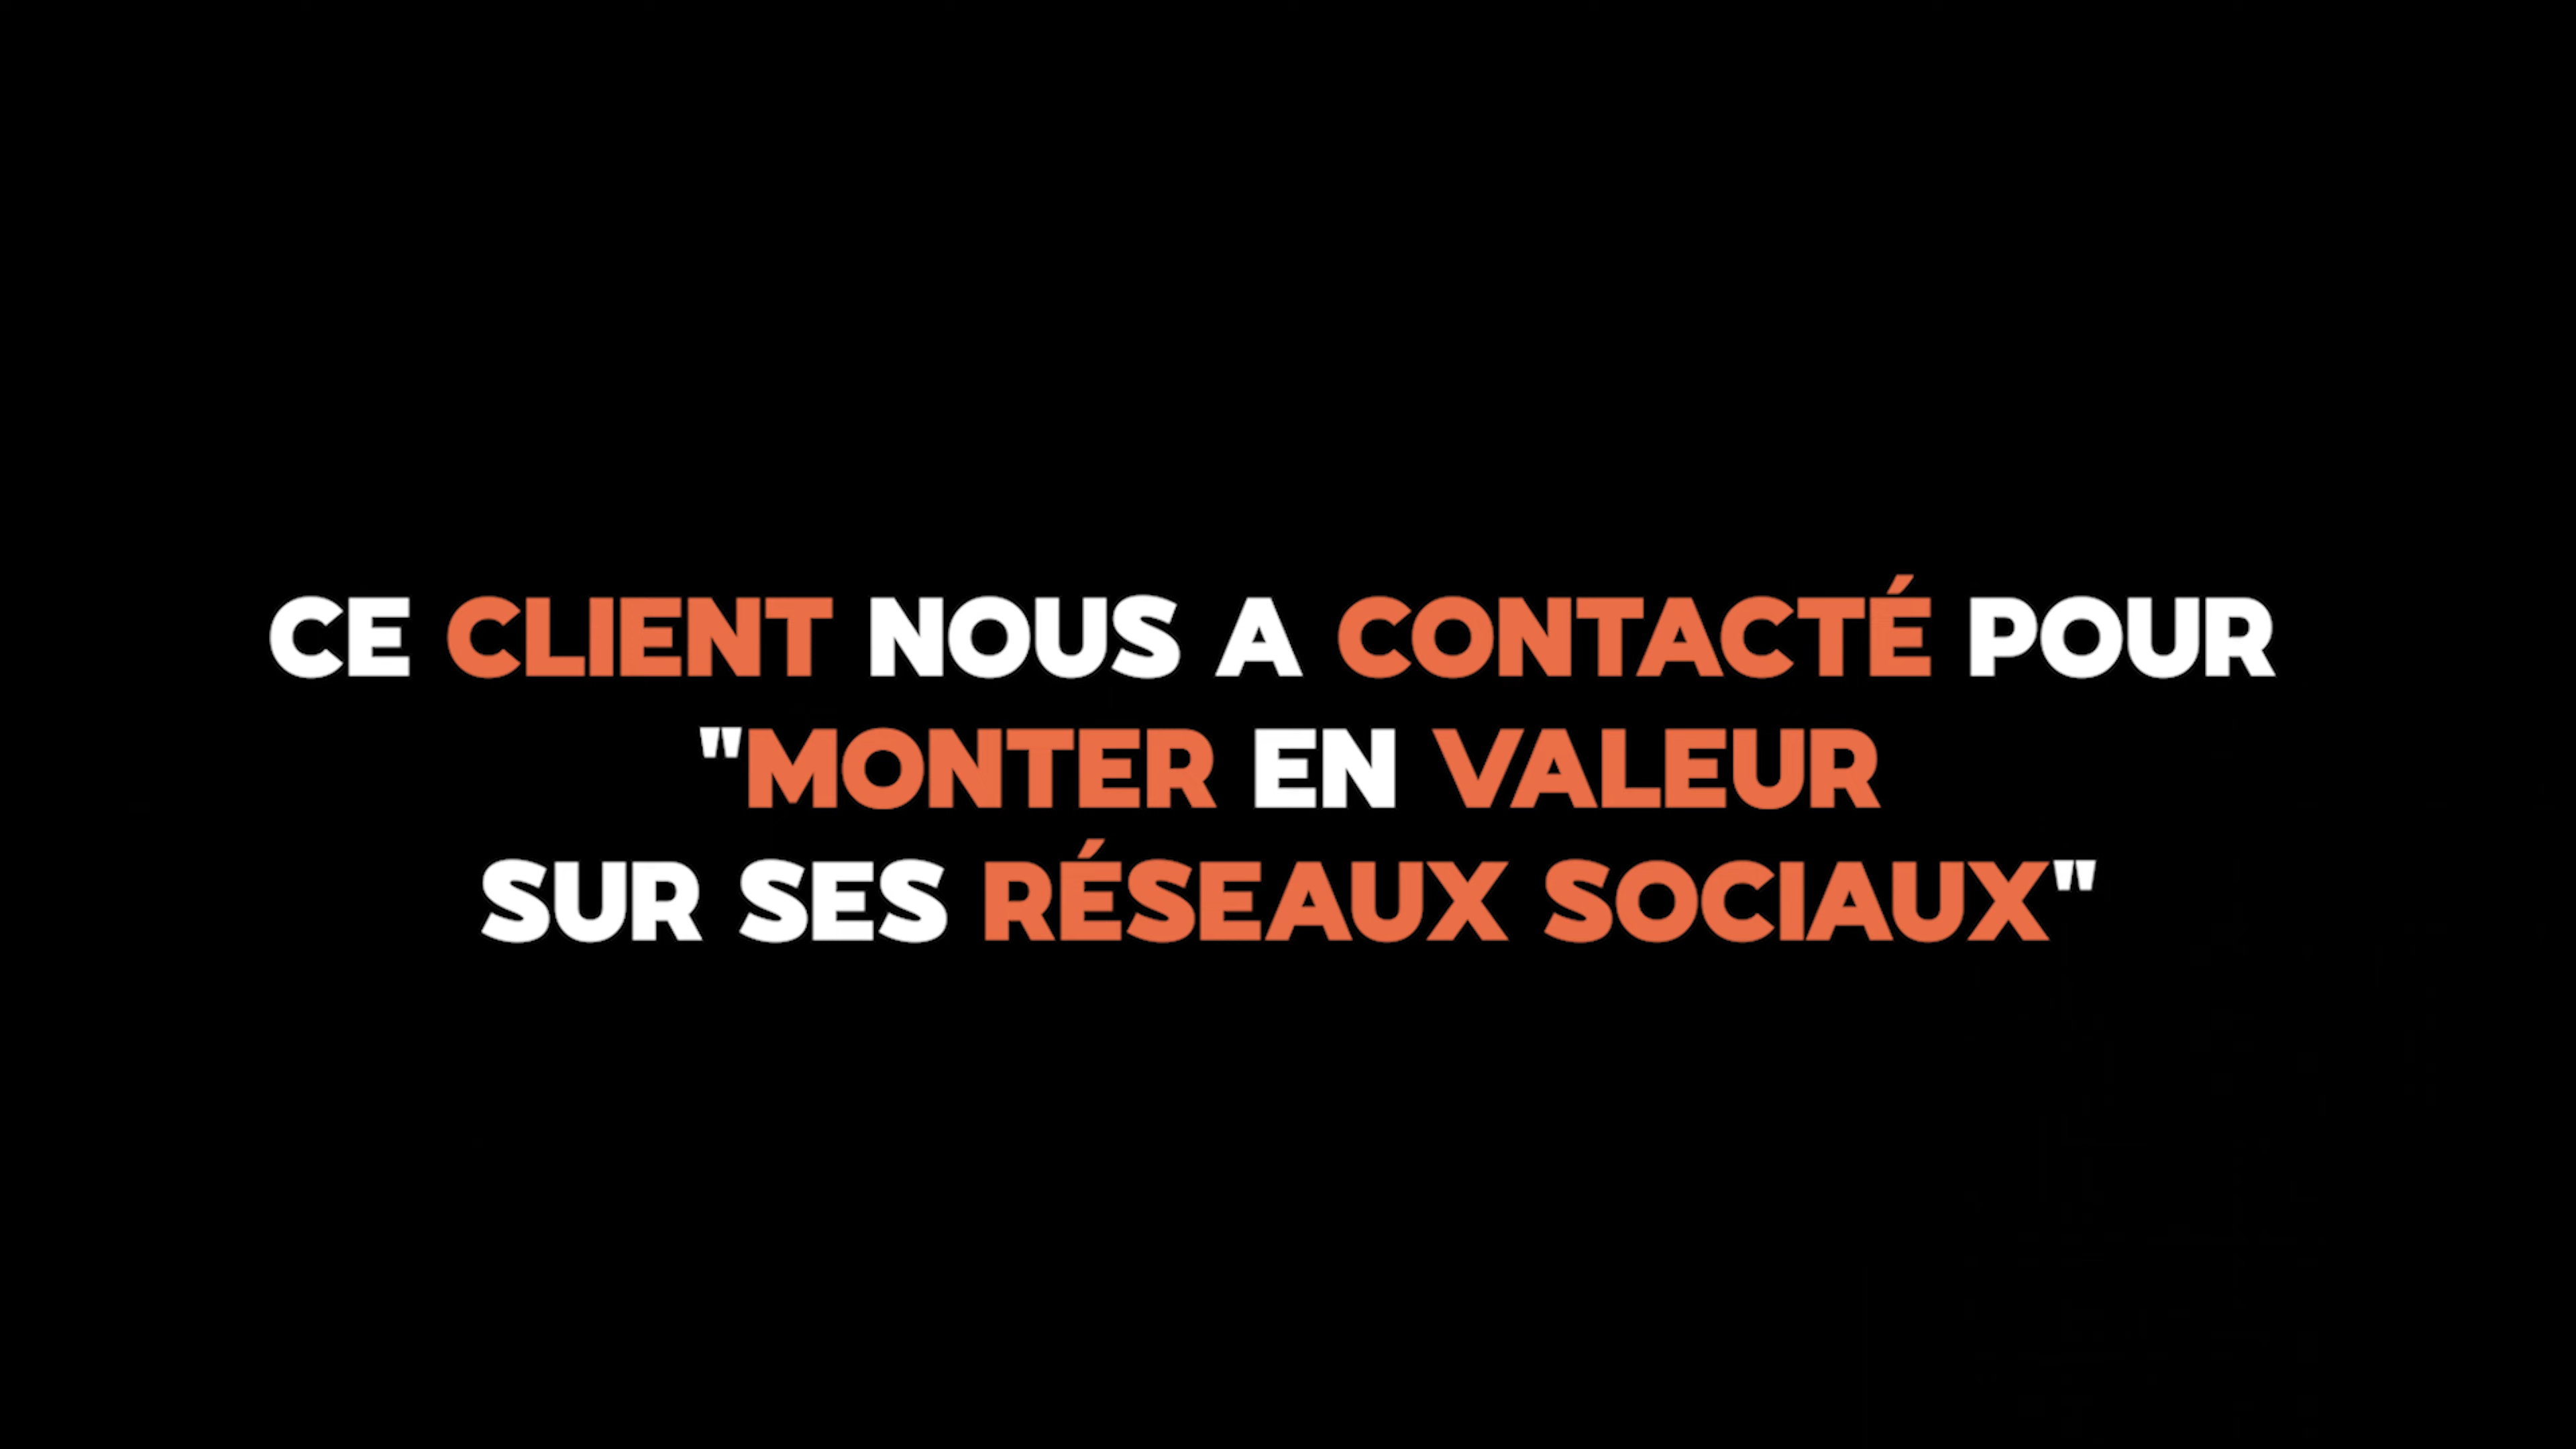 CE CLIENT NOUS A CONTACTÉ POUR
"MONTER EN VALEUR
SUR SES RÉSEAUX SOCIAUX"